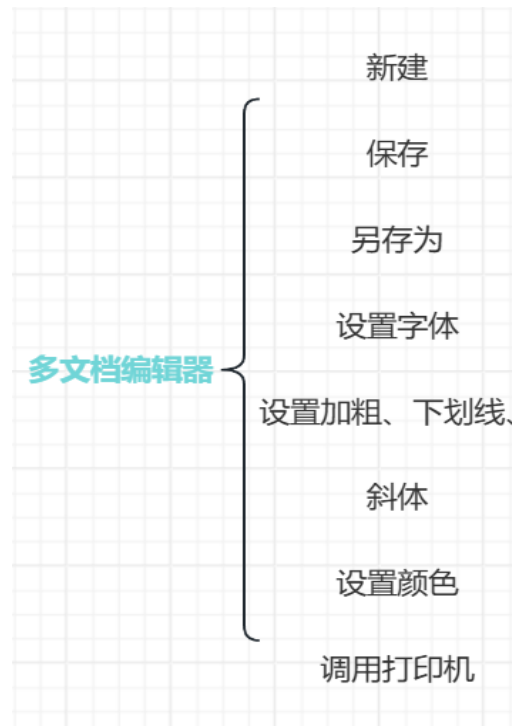 新建
保存
另存为
设置字体
多文档编辑器
设置加粗、下划线、
斜体
设置颜色
调用打印机